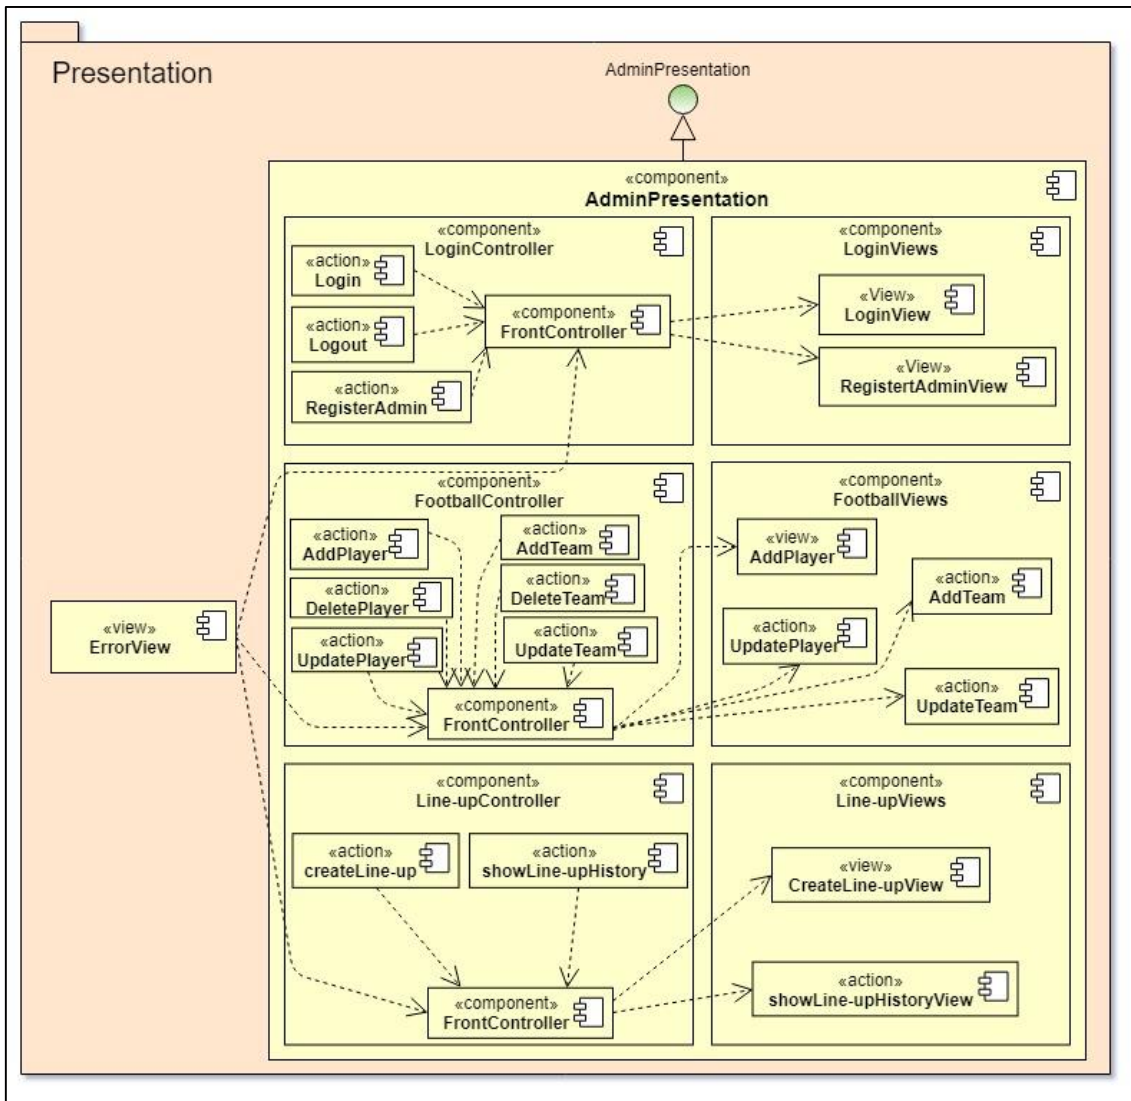 Presentation
AdminPresentation
«component»
AdminPresentation
«component»
LoginController
«action»
Login
«action»
Logout
«action»
RegisterAdmin
«component»
FrontController
«component»
LoginViews
«View»
LoginView
«View»
RegistertAdminView
«component»
FootballController
«action»
AddPlayer
«action»
DeletePlayer
«action»
UpdatePlayer
«action»
AddTeam
«action»
DeleteTeam
«action»
UpdateTeam
«component»
FrontController
«component»
FootballViews
«view»
AddPlayer
«action»
AddTeam
«action»
UpdatePlayer
«action»
UpdateTeam
«view»
ErrorView
«component»
Line-upController
«action»
createLine-up
«action»
showLine-upHistory
«component»
FrontController
«component»
Line-upViews
«view»
CreateLine-upView
«action»
showLine-upHistoryView